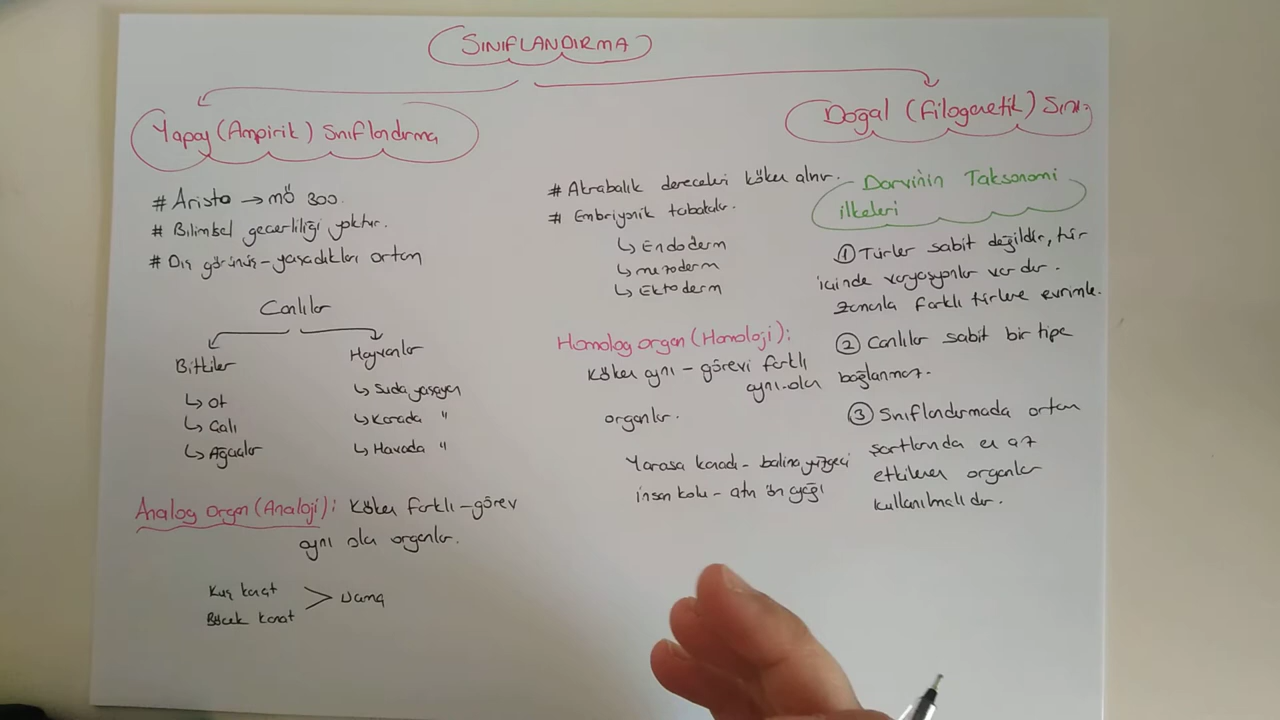 SINIFLANDIRMA
Yapay (Ampirik) Sınıflandırma
# Aristo → MÖ 300.
# Bilimsel geçerliliği yoktur.
# Dış görünüş - yaşadıkları ortam
Canlılar
Bitkiler
↳ ot
↳ Çalı
↳ Ağaçlar
Hayvanlar
↳ Suda yaşayan
↳ Karada "
↳ Havada "
Analog organ (Analoji): Köken farklı - görev
aynı olan organlar.
Kuş kanat
Böcek kanat
> Uçma
Doğal (Filogenetik) Sını
# Akrabalık dereceleri köken alınır.
# Embriyonik tabakalar.
↳ Endoderm
↳ mezoderm
↳ Ektoderm
Homolog organ (Homoloji):
Köken aynı - görevi farklı
aynı olan
organlar.
Yarasa kanadı - balina yüzgeci
insan kolu - atın ön ayağı
Darvinin Taksonomi
ilkeleri
① Türler sabit değildir, tür
içinde varyasyonlar vardır.
Zamanla farklı türlere evrimle.
② Canlılar sabit bir tipe
bağlanmaz.
③ Sınıflandırmada ortam
şartlarında en az
etkilenen organlar
kullanılmalıdır.